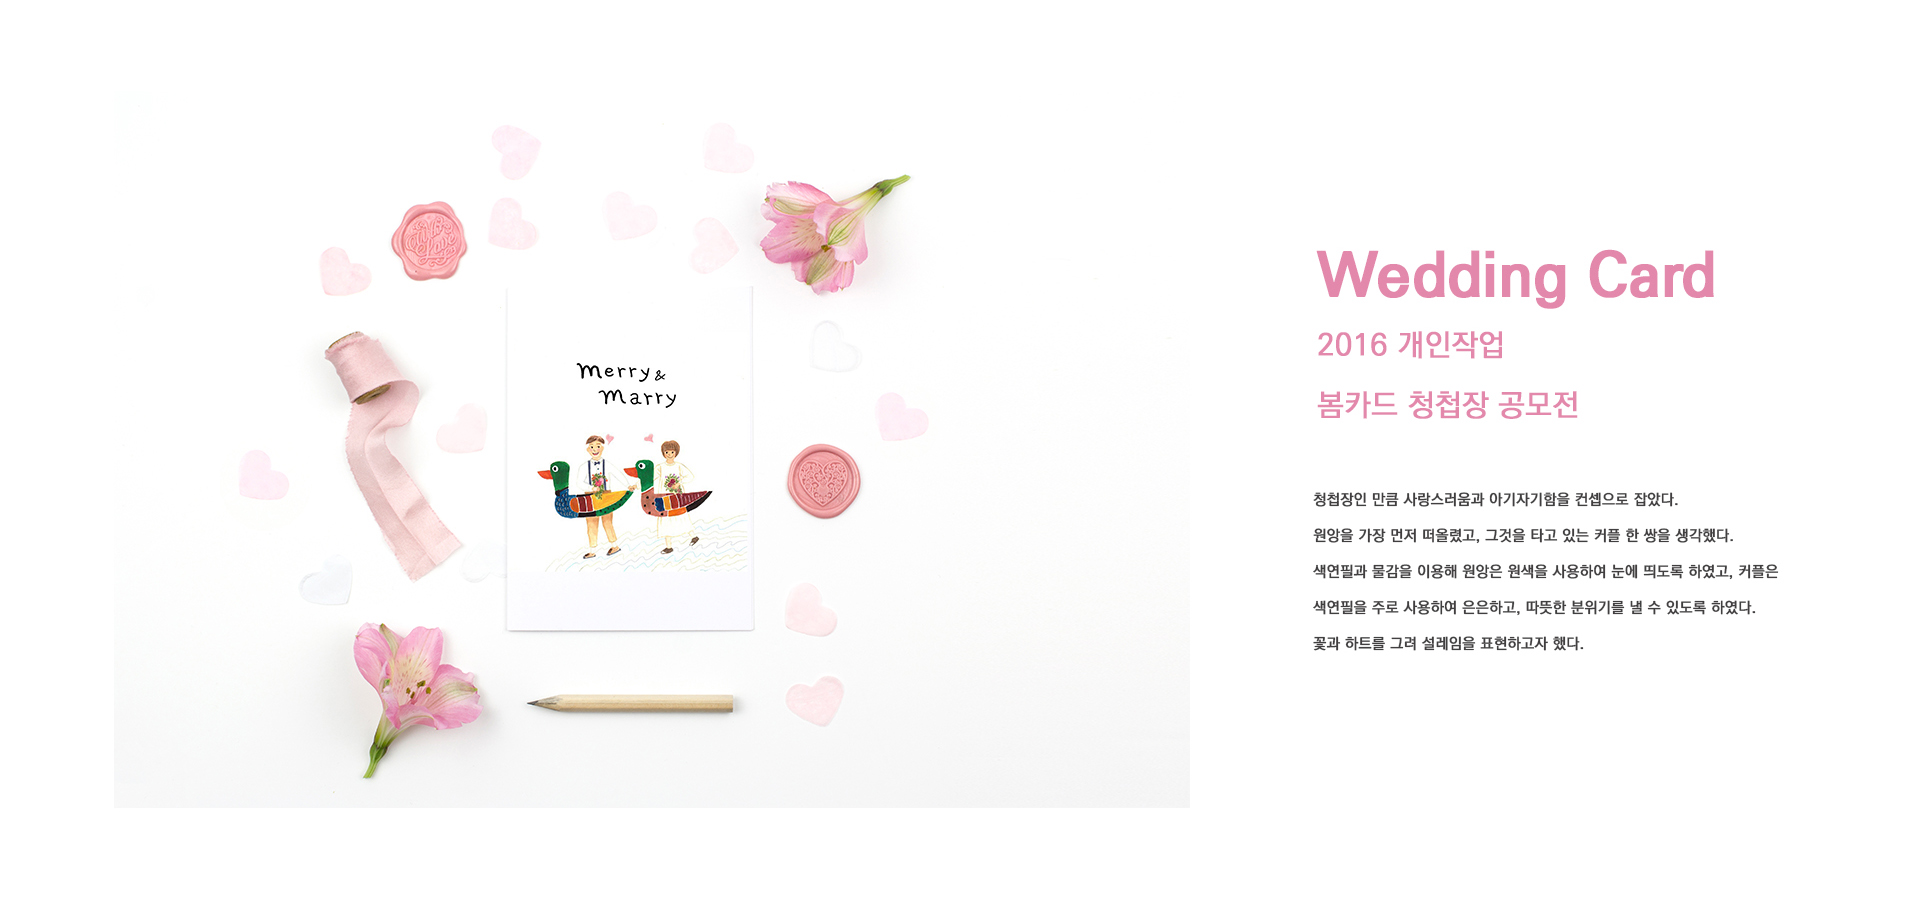 merry &
marry
Wedding Card
2016 개인작업
봄카드 청첩장 공모전
청첩장인 만큼 사랑스러움과 아기자기함을 컨셉으로 잡았다.
원앙을 가장 먼저 떠올렸고, 그것을 타고 있는 커플 한 쌍을 생각했다.
색연필과 물감을 이용해 원앙은 원색을 사용하여 눈에 띄도록 하였고, 커플은
색연필을 주로 사용하여 은은하고, 따뜻한 분위기를 낼 수 있도록 하였다.
꽃과 하트를 그려 설레임을 표현하고자 했다.